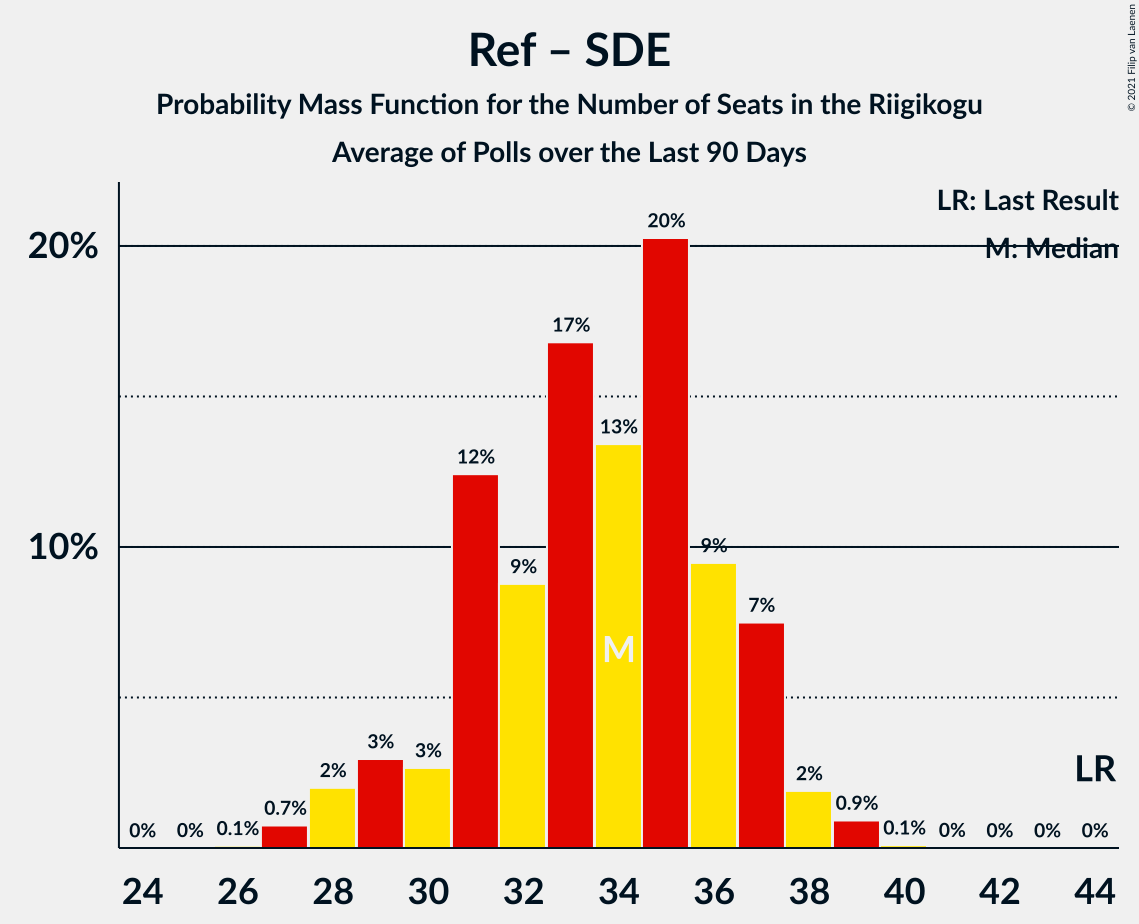 Ref – SDE
Probability Mass Function for the Number of Seats in the Riigikogu
Average of Polls over the Last 90 Days
© 2021 Filip van Laenen
LR: Last Result
M: Median
20%
10%
0%
0%
0.1%
0.7%
2%
3%
3%
12%
9%
17%
13%
20%
9%
7%
2%
0.9%
0.1%
0%
0%
0%
0%
M
LR
24 26 28 30 32 34 36 38 40 42 44